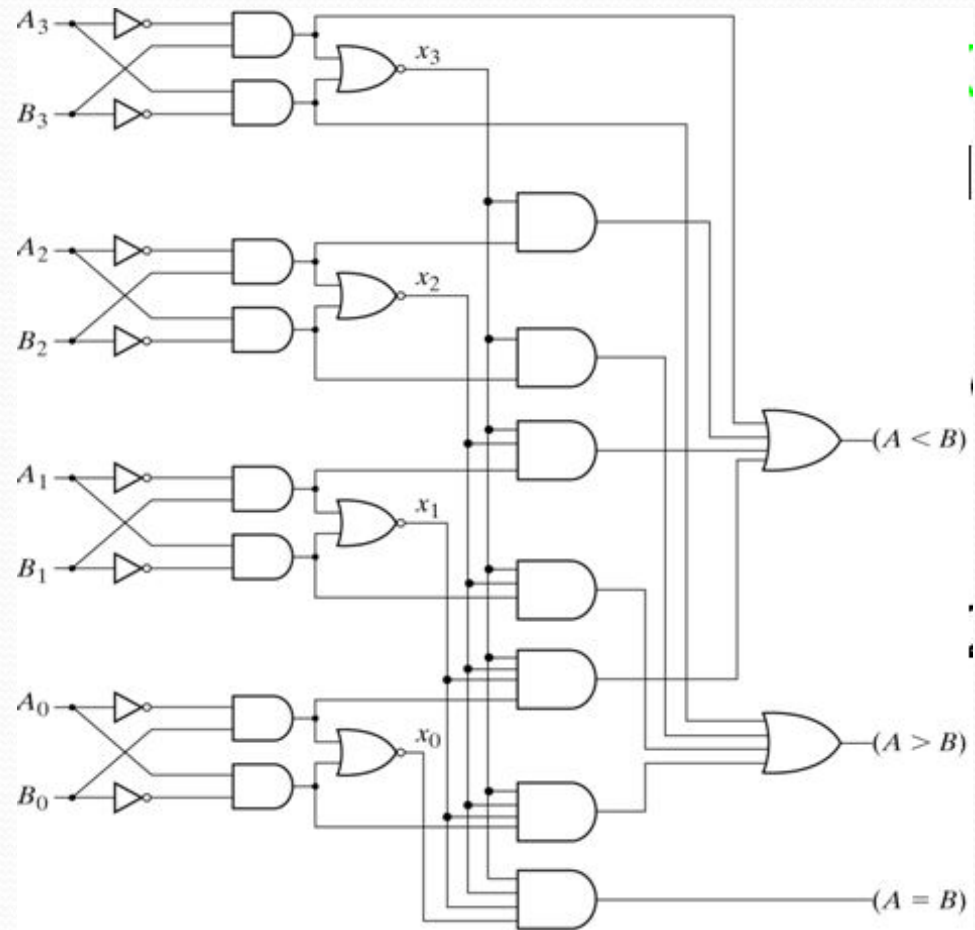 A₃
x₃
B₃
A₂
x₂
B₂
(A < B)
A₁
x₁
B₁
A₀
x₀
(A > B)
B₀
(A = B)